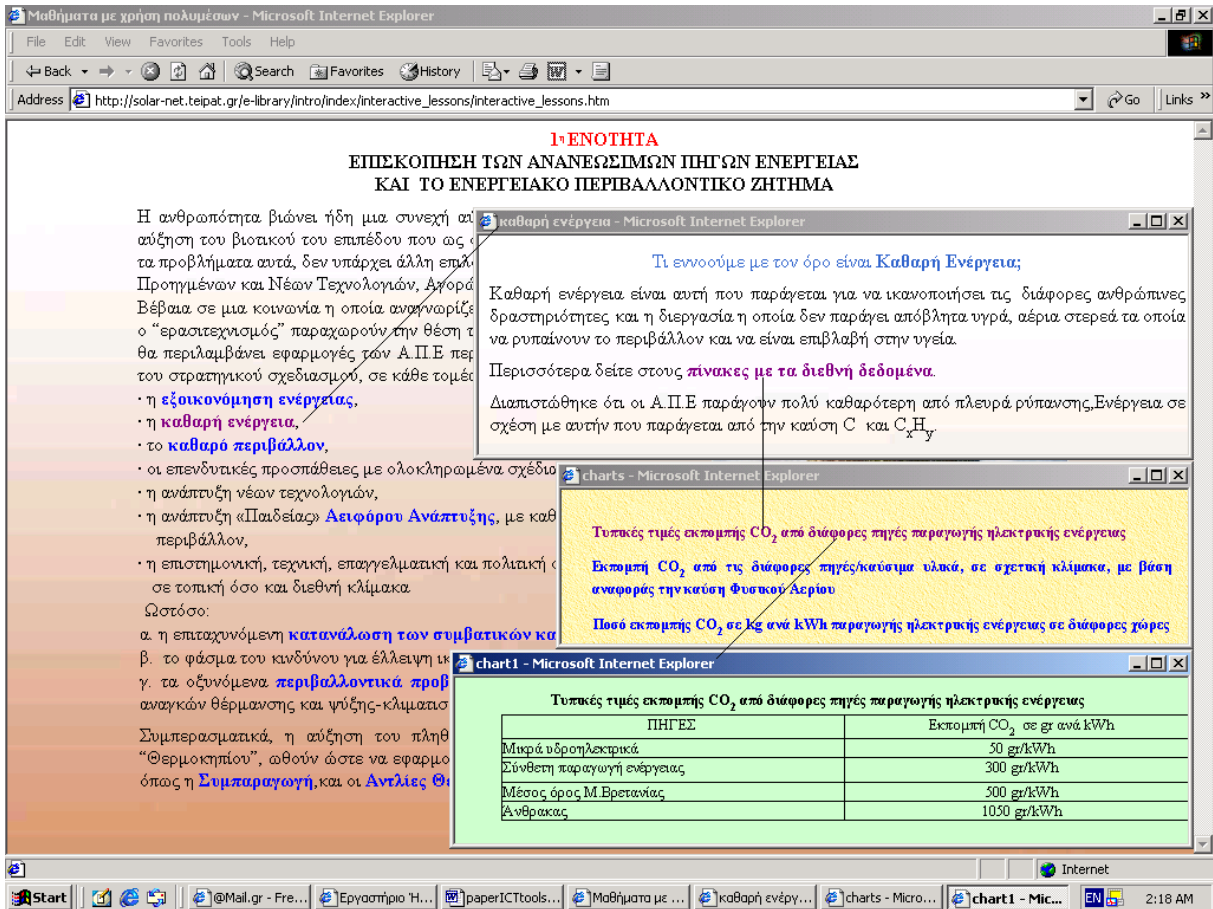 Μαθήματα με χρήση πολυμέσων - Microsoft Internet Explorer
File Edit View Favorites Tools Help
Back Search Favorites History
Address http://solar-net.teipat.gr/e-library/intro/index/interactive_lessons/interactive_lessons.htm Go Links »
1η ΕΝΟΤΗΤΑ
ΕΠΙΣΚΟΠΗΣΗ ΤΩΝ ΑΝΑΝΕΩΣΙΜΩΝ ΠΗΓΩΝ ΕΝΕΡΓΕΙΑΣ
ΚΑΙ ΤΟ ΕΝΕΡΓΕΙΑΚΟ ΠΕΡΙΒΑΛΛΟΝΤΙΚΟ ΖΗΤΗΜΑ
Η ανθρωπότητα βιώνει ήδη μια συνεχή
αύξηση του βιοτικού του επιπέδου που ως
τα προβλήματα αυτά, δεν υπάρχει άλλη
Προηγμένων και Νέων Τεχνολογιών,
Βέβαια σε μια κοινωνία η οποία
ο “ερασιτεχνισμός” παραχωρούν την θέση
θα περιλαμβάνει εφαρμογές των Α.Π.Ε
του στρατηγικού σχεδιασμού, σε κάθε
· η εξοικονόμηση ενέργειας,
· η καθαρή ενέργεια,
· το καθαρό περιβάλλον,
· οι επενδυτικές προσπάθειες με ολοκληρωμένα
· η ανάπτυξη νέων τεχνολογιών,
· η ανάπτυξη «Παιδείας» Αειφόρου Ανάπτυξης, με
περιβάλλον,
· η επιστημονική, τεχνική, επαγγελματική και πολιτική
σε τοπική όσο και διεθνή κλίμακα
Ωστόσο:
α. η επιταχυνόμενη κατανάλωση των συμβατικών
β. το φάσμα του κινδύνου για έλλειψη
γ. τα οξυνόμενα περιβαλλοντικά
αναγκών θέρμανσης και
Συμπερασματικά, η αύξηση του
“Θερμοκηπίου”, ωθούν ώστε να
όπως η Συμπαραγωγή,και οι Αντλίες
καθαρή ενέργεια - Microsoft Internet Explorer
Τι εννοούμε με τον όρο είναι Καθαρή Ενέργεια;
Καθαρή ενέργεια είναι αυτή που παράγεται για να ικανοποιήσει τις διάφορες ανθρώπινες
δραστηριότητες και η διεργασία η οποία δεν παράγει απόβλητα υγρά, αέρια στερεά τα οποία
να ρυπαίνουν το περιβάλλον και να είναι επιβλαβή στην υγεία.
Περισσότερα δείτε στους πίνακες με τα διεθνή δεδομένα.
Διαπιστώθηκε ότι οι Α.Π.Ε παράγουν πολύ καθαρότερη από πλευρά ρύπανσης,Ενέργεια σε
σχέση με αυτήν που παράγεται από την καύση C και CxHy.
charts - Microsoft Internet Explorer
Τυπικές τιμές εκπομπής CO2 από διάφορες πηγές παραγωγής ηλεκτρικής ενέργειας
Εκπομπή CO2 από τις διάφορες πηγές/καύσιμα υλικά, σε σχετική κλίμακα, με βάση
αναφοράς την καύση Φυσικού Αερίου
Ποσό εκπομπής CO2 σε kg ανά kWh παραγωγής ηλεκτρικής ενέργειας σε διάφορες χώρες
chart1 - Microsoft Internet Explorer
Τυπικές τιμές εκπομπής CO2 από διάφορες πηγές παραγωγής ηλεκτρικής ενέργειας
ΠΗΓΕΣ Εκπομπή CO2 σε gr ανά kWh
Μικρά υδροηλεκτρικά 50 gr/kWh
Σύνθετη παραγωγή ενέργειας 300 gr/kWh
Μέσος όρος Μ.Βρετανίας 500 gr/kWh
Άνθρακας 1050 gr/kWh
Internet
Start @Mail.gr - Fre... Εργαστήριο Ή... paperICTtools... Μαθήματα με ... καθαρή ενέργ... charts - Micro... chart1 - Mic... EN 2:18 AM